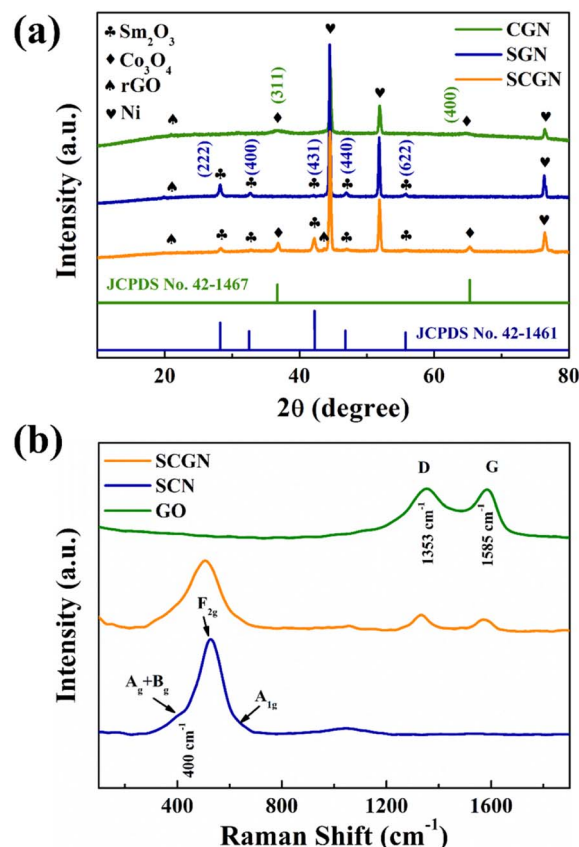 (a)
♣ Sm₂O₃
♦ Co₃O₄
♠ rGO
♥ Ni
CGN
SGN
SCGN
(311)
(400)
(222)
(400)
(431)
(440)
(622)
JCPDS No. 42-1467
JCPDS No. 42-1461
Intensity (a.u.)
20 40 60 80
2θ (degree)
(b)
SCGN
SCN
GO
D
G
1353 cm⁻¹
1585 cm⁻¹
F₂g
Ag+Bg
A₁g
400 cm⁻¹
Intensity (a.u.)
400 800 1200 1600
Raman Shift (cm⁻¹)